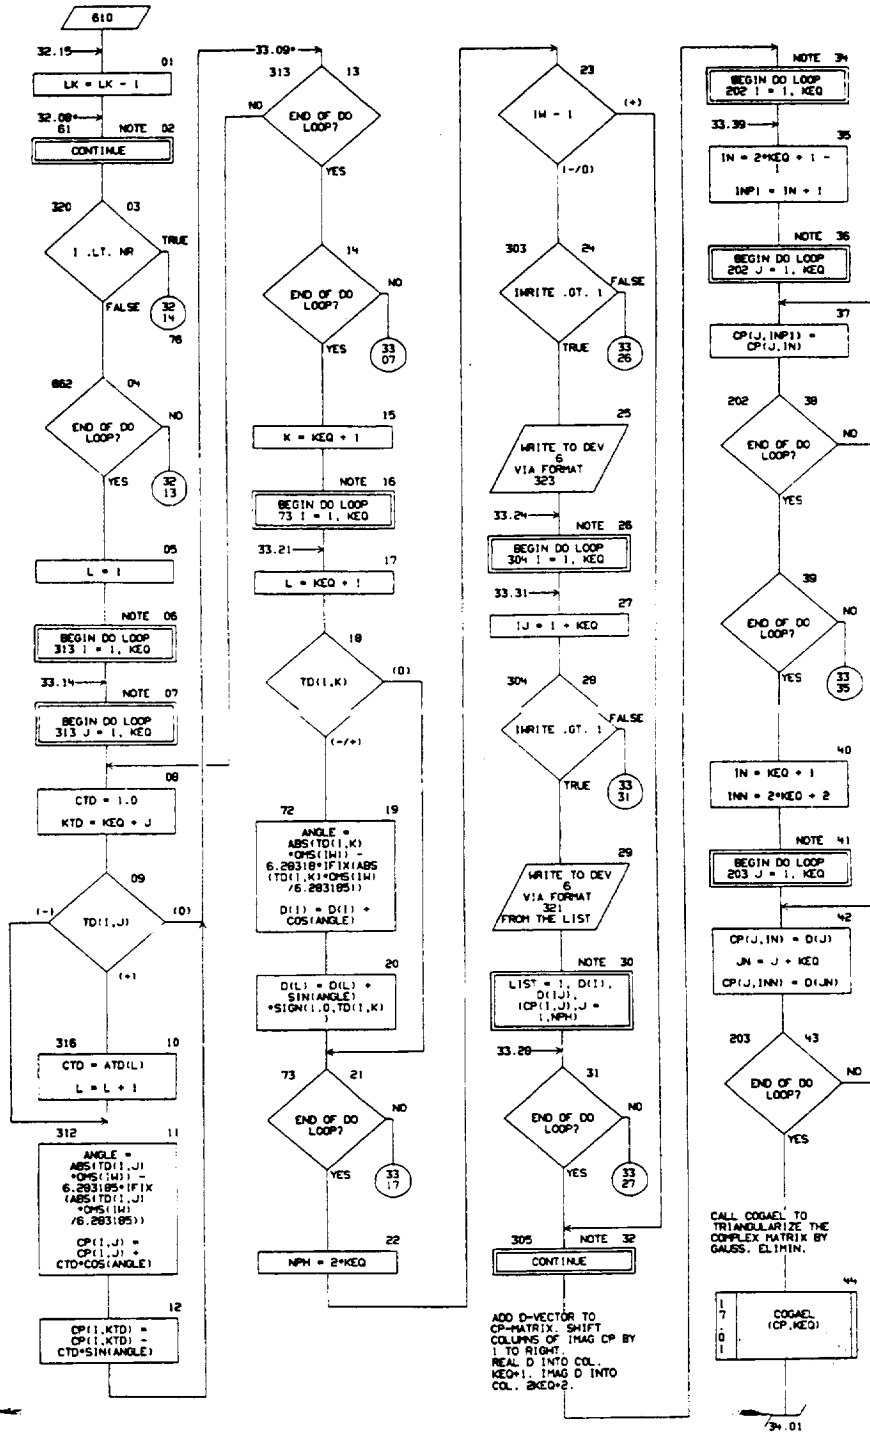 610
32.15
01
LK = LK - 1
32.08*
61
NOTE 02
CONTINUE
320
03
I .LT. NR
TRUE
32
14
FALSE
76
862
04
END OF DO
LOOP?
NO
32
13
YES
05
L = 1
NOTE 06
BEGIN DO LOOP
313 I = 1, KEQ
33.14
NOTE 07
BEGIN DO LOOP
313 J = 1, KEQ
08
CTD = 1.0
KTD = KEQ + J
09
TD(I,J)
(-)
(0)
(+)
316
10
CTD = ATD(L)
L = L + 1
312
11
ANGLE =
ABS(TD(I,J)
*OMS(IW)) -
6.283185*IFIX
(ABS(TD(I,J)
*OMS(IW)
/6.283185))
CP(I,J) =
CP(I,J) +
CTD*COS(ANGLE)
12
CP(I,KTD) =
CP(I,KTD) -
CTD*SIN(ANGLE)
33.09*
313
13
NO
END OF DO
LOOP?
YES
14
END OF DO
LOOP?
NO
33
07
YES
15
K = KEQ + 1
NOTE 16
BEGIN DO LOOP
73 I = 1, KEQ
33.21
17
L = KEQ + I
18
TD(I,K)
(0)
(-/+)
72
19
ANGLE =
ABS(TD(I,K)
*OMS(IW)) -
6.28318*IFIX(ABS
(TD(I,K)*OMS(IW)
/6.283185))
D(I) = D(I) +
COS(ANGLE)
20
D(L) = D(L) +
SIN(ANGLE)
*SIGN(1.0,TD(I,K)
)
73
21
END OF DO
LOOP?
NO
33
17
YES
22
NPH = 2*KEQ
23
IW - 1
(+)
(-/0)
303
24
IWRITE .GT. 1
FALSE
33
26
TRUE
25
WRITE TO DEV
6
VIA FORMAT
323
33.24
NOTE 26
BEGIN DO LOOP
304 I = 1, KEQ
33.31
27
IJ = I + KEQ
304
28
IWRITE .GT. 1
FALSE
33
31
TRUE
29
WRITE TO DEV
6
VIA FORMAT
321
FROM THE LIST
NOTE 30
LIST = I, D(I),
D(IJ),
(CP(I,J),J =
1,NPH)
33.28
31
END OF DO
LOOP?
NO
33
27
YES
305
NOTE 32
CONTINUE
ADD D-VECTOR TO
CP-MATRIX. SHIFT
COLUMNS OF IMAG CP BY
1 TO RIGHT.
REAL D INTO COL.
KEQ+1. IMAG D INTO
COL. 2KEQ+2.
NOTE 34
BEGIN DO LOOP
202 I = 1, KEQ
33.39
35
IN = 2*KEQ + 1 -
I
INP1 = IN + 1
NOTE 36
BEGIN DO LOOP
202 J = 1, KEQ
37
CP(J,INP1) =
CP(J,IN)
202
38
END OF DO
LOOP?
NO
YES
39
END OF DO
LOOP?
NO
33
35
YES
40
IN = KEQ + 1
INN = 2*KEQ + 2
NOTE 41
BEGIN DO LOOP
203 J = 1, KEQ
42
CP(J,IN) = D(J)
JN = J + KEQ
CP(J,INN) = D(JN)
203
43
END OF DO
LOOP?
NO
YES
CALL COGAEL TO
TRIANGULARIZE THE
COMPLEX MATRIX BY
GAUSS. ELIMIN.
44
17.01
COGAEL
(CP,KEQ)
34.01